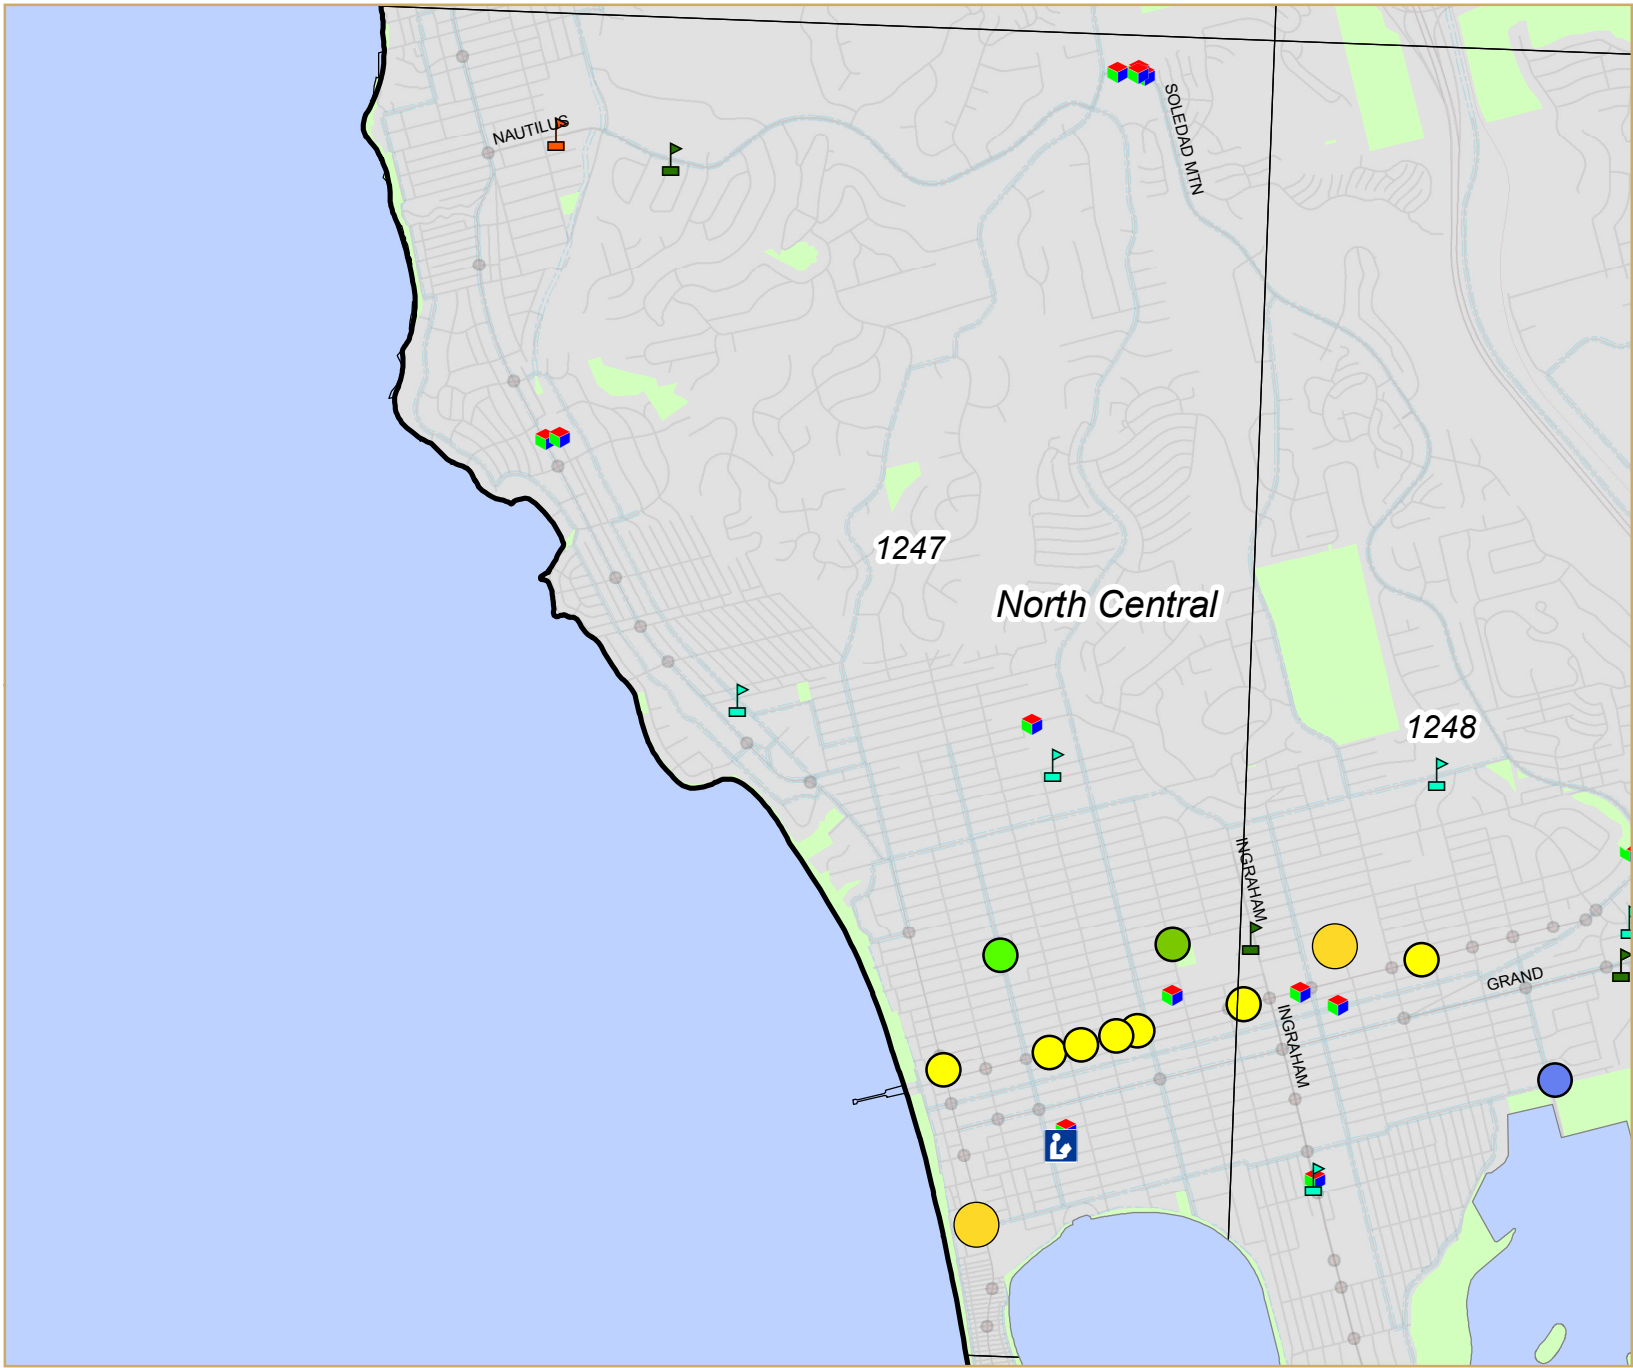 NAUTILUS
SOLEDAD MTN
1247
North Central
1248
INGRAHAM
GRAND
INGRAHAM